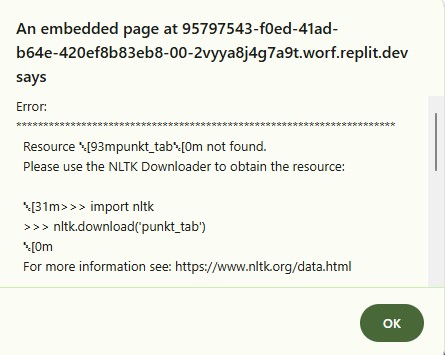 An embedded page at 95797543-f0ed-41ad-
b64e-420ef8b83eb8-00-2vyya8j4g7a9t.worf.replit.dev
says
Error:
**********************************************************************
Resource ␛[93mpunkt_tab␛[0m not found.
Please use the NLTK Downloader to obtain the resource:
␛[31m>>> import nltk
>>> nltk.download('punkt_tab')
␛[0m
For more information see: https://www.nltk.org/data.html
OK